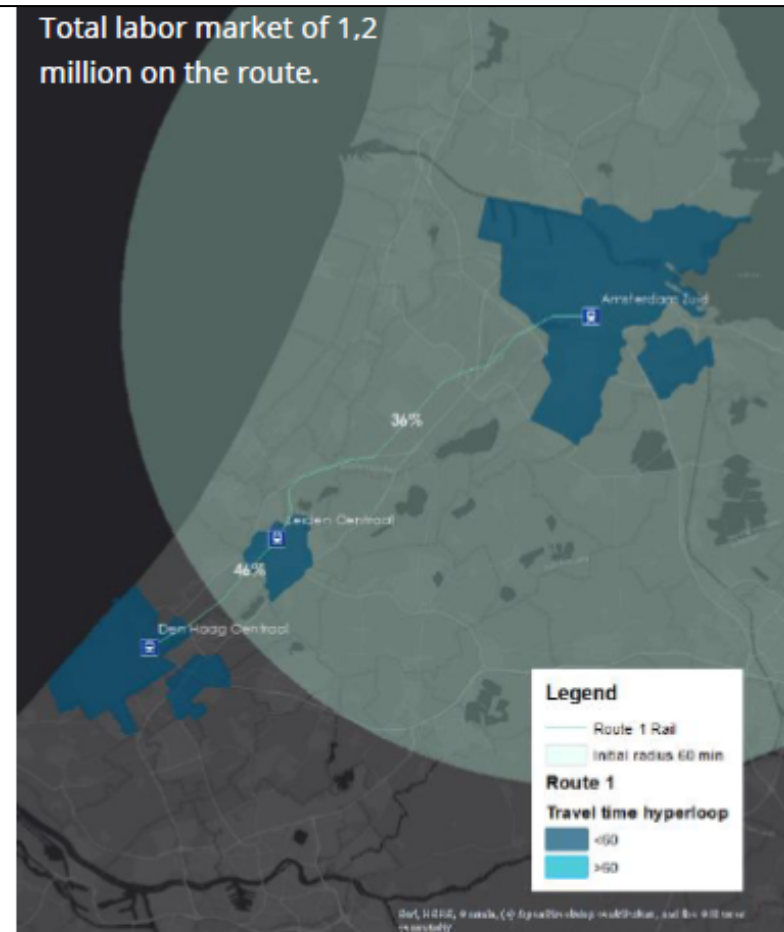 Total labor market of 1,2
million on the route.
Amsterdam Zuid
36%
Leiden Centraal
46%
Den Haag Centraal
Legend
Route 1 Rail
Initial radius 60 min
Route 1
Travel time hyperloop
<60
>60